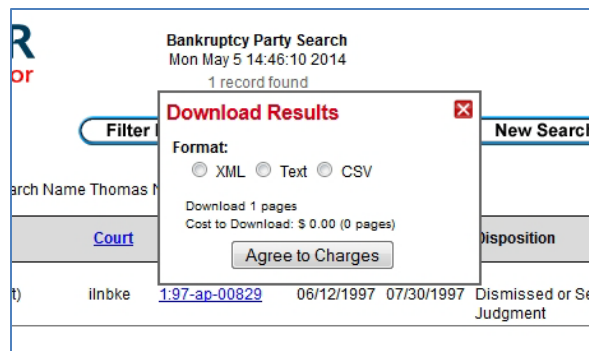 R
or
Bankruptcy Party Search
Mon May 5 14:46:10 2014
1 record found
Filter
New Search
Download Results
Format:
XML Text CSV
Download 1 pages
Cost to Download: $ 0.00 (0 pages)
Agree to Charges
Name Thomas
Court
Disposition
t) ilnbke 1:97-ap-00829 06/12/1997 07/30/1997 Dismissed or
Judgment